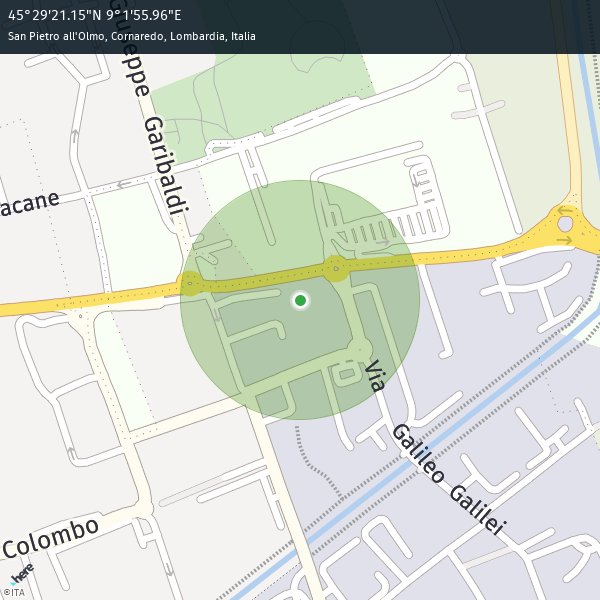 45°29'21.15"N 9°1'55.96"E
San Pietro all'Olmo, Cornaredo, Lombardia, Italia
Giuseppe Garibaldi
acane
Via Galileo Galilei
Colombo
here
©ITA